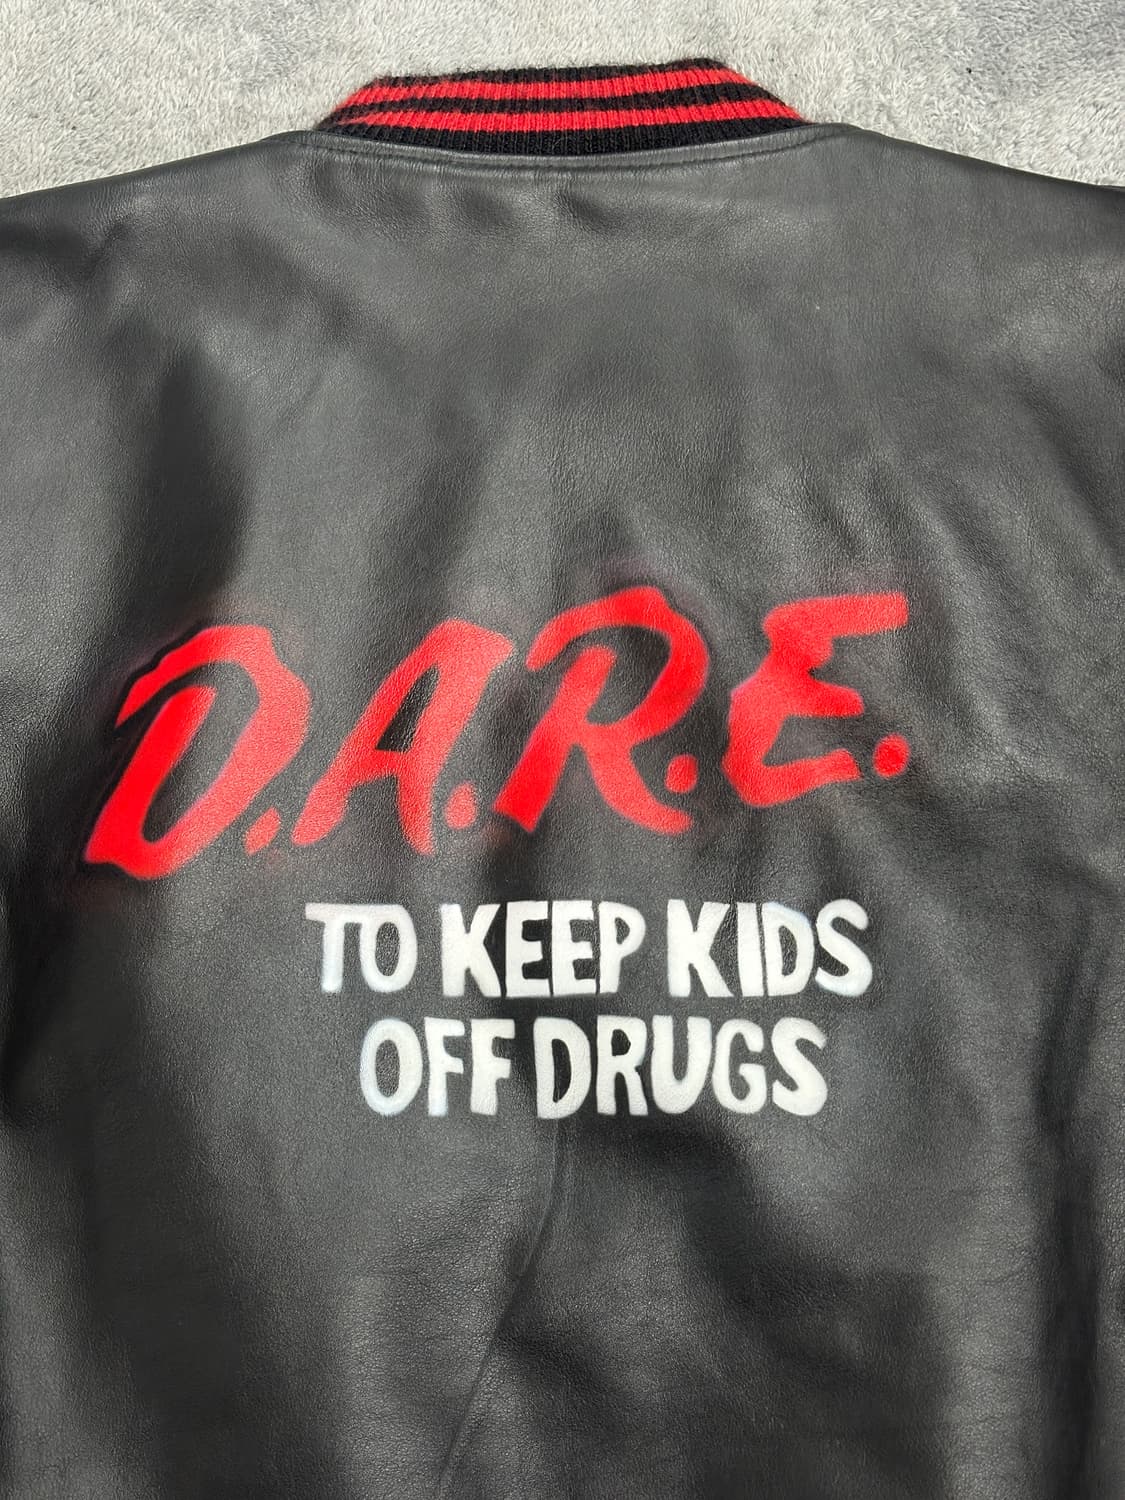 D.A.R.E.
TO KEEP KIDS
OFF DRUGS